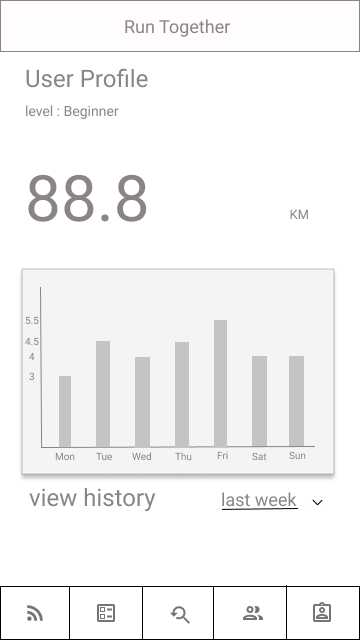 Run Together
User Profile
level : Beginner
88.8
KM
5.5
4.5
4
3
Mon Tue Wed Thu Fri Sat Sun
view history
last week